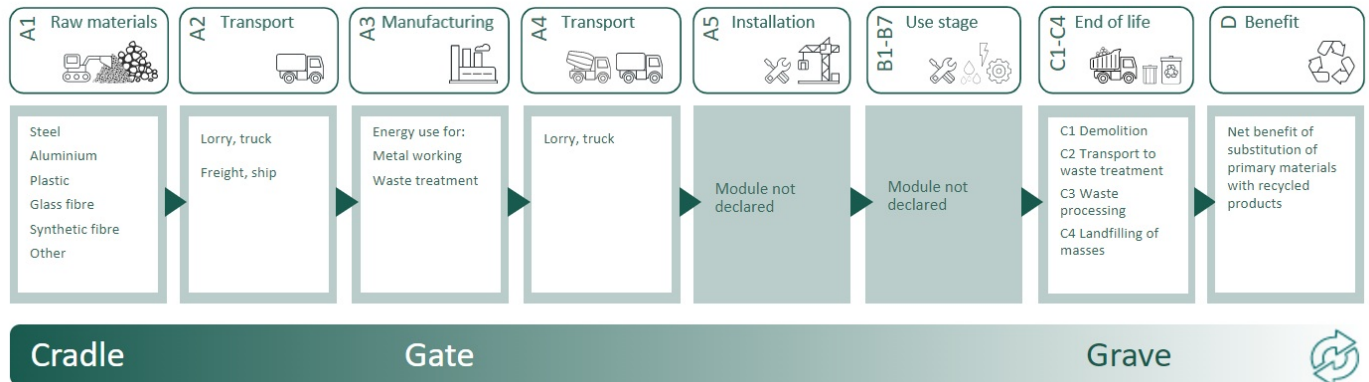 A1 Raw materials
Steel
Aluminium
Plastic
Glass fibre
Synthetic fibre
Other
A2 Transport
Lorry, truck
Freight, ship
A3 Manufacturing
Energy use for:
Metal working
Waste treatment
A4 Transport
Lorry, truck
A5 Installation
Module not
declared
B1-B7 Use stage
Module not
declared
C1-C4 End of life
C1 Demolition
C2 Transport to
waste treatment
C3 Waste
processing
C4 Landfilling of
masses
D Benefit
Net benefit of
substitution of
primary materials
with recycled
products
Cradle
Gate
Grave